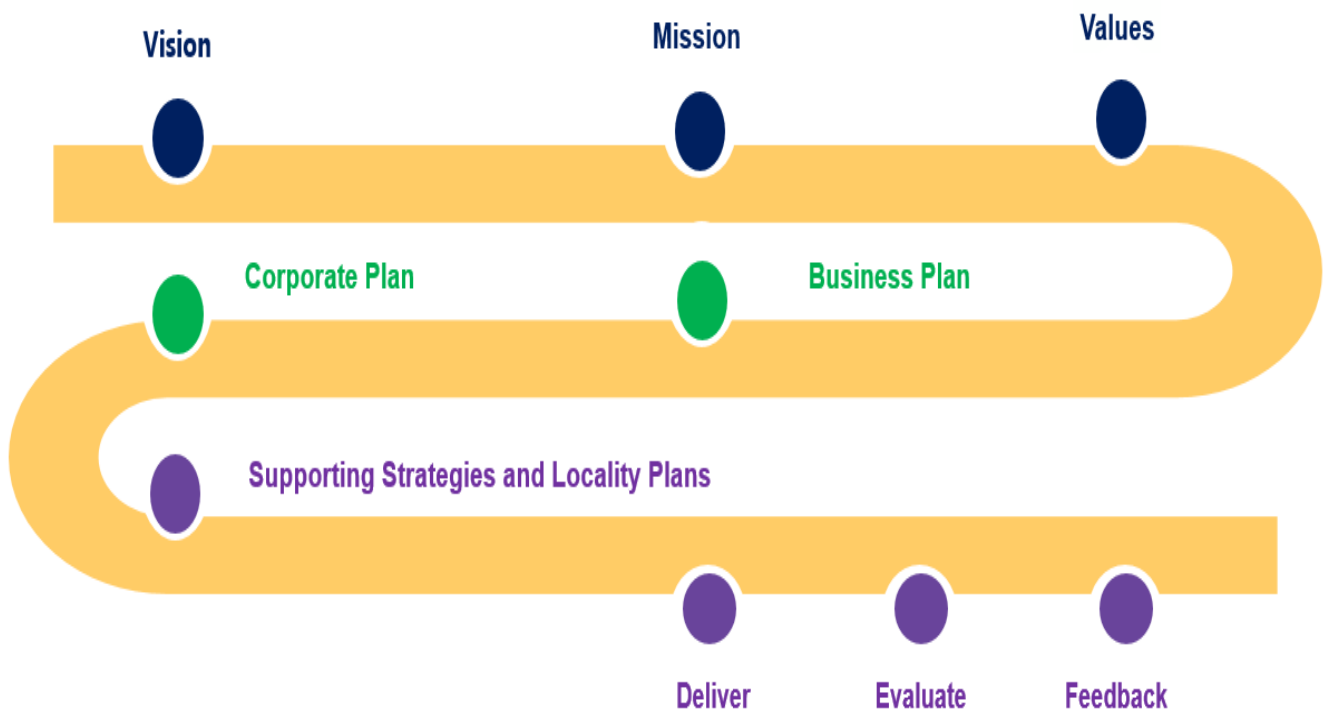 Vision
Mission
Values
Corporate Plan
Business Plan
Supporting Strategies and Locality Plans
Deliver
Evaluate
Feedback